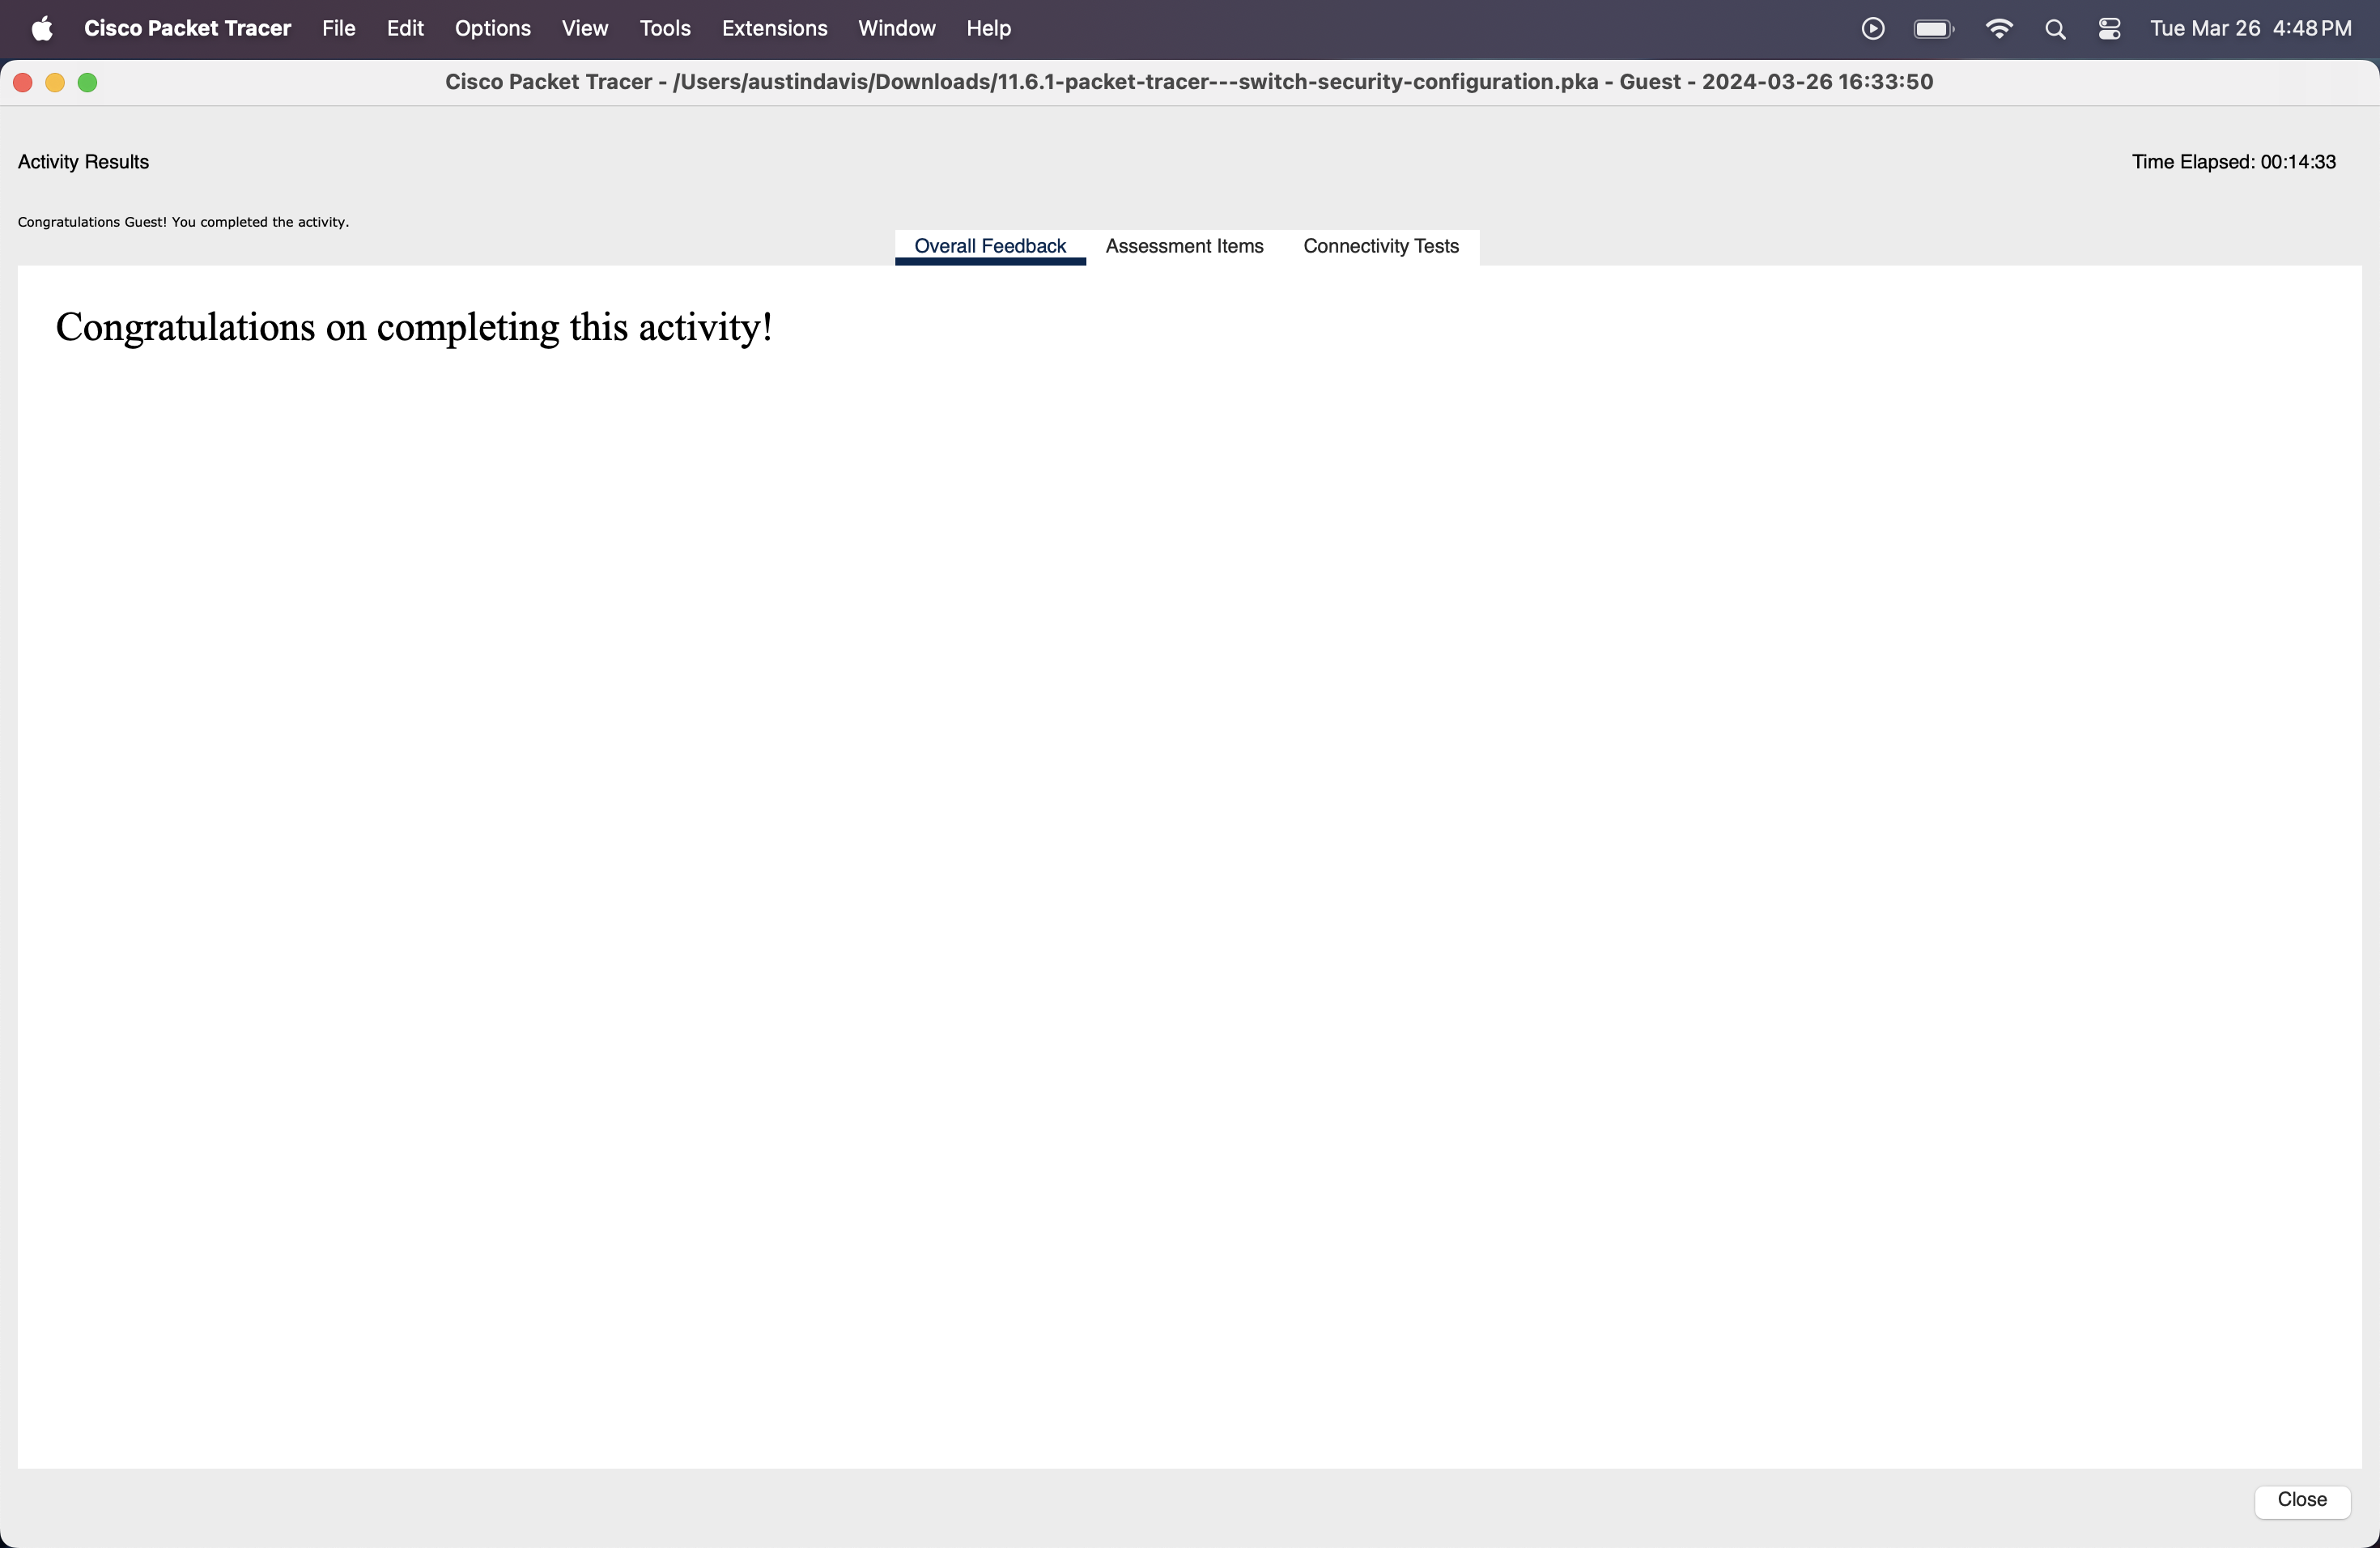 Cisco Packet Tracer File Edit Options View Tools Extensions Window Help Tue Mar 26 4:48 PM
Cisco Packet Tracer - /Users/austindavis/Downloads/11.6.1-packet-tracer---switch-security-configuration.pka - Guest - 2024-03-26 16:33:50
Activity Results Time Elapsed: 00:14:33
Congratulations Guest! You completed the activity.
Overall Feedback Assessment Items Connectivity Tests
Congratulations on completing this activity!
Close